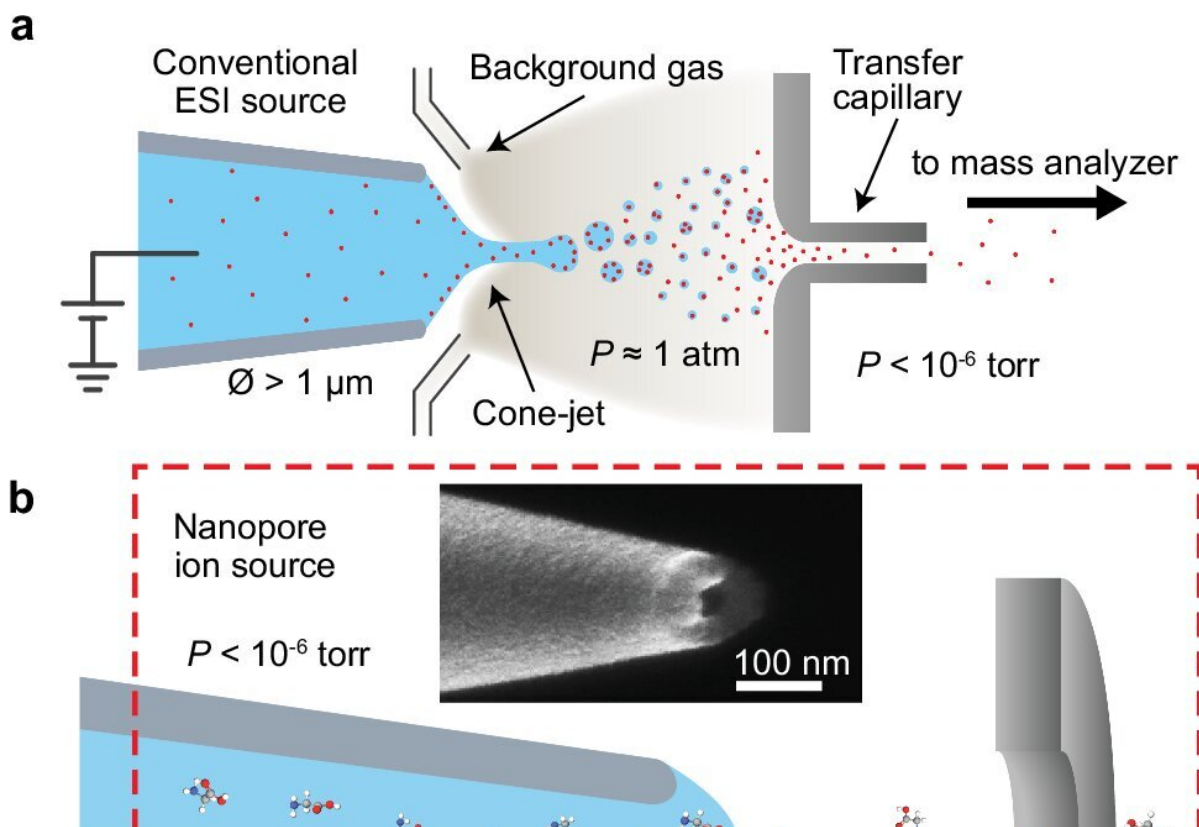 a
Conventional
ESI source
Background gas
Transfer
capillary
to mass analyzer
Ø > 1 μm
Cone-jet
P ≈ 1 atm
P < 10⁻⁶ torr
b
Nanopore
ion source
P < 10⁻⁶ torr
100 nm